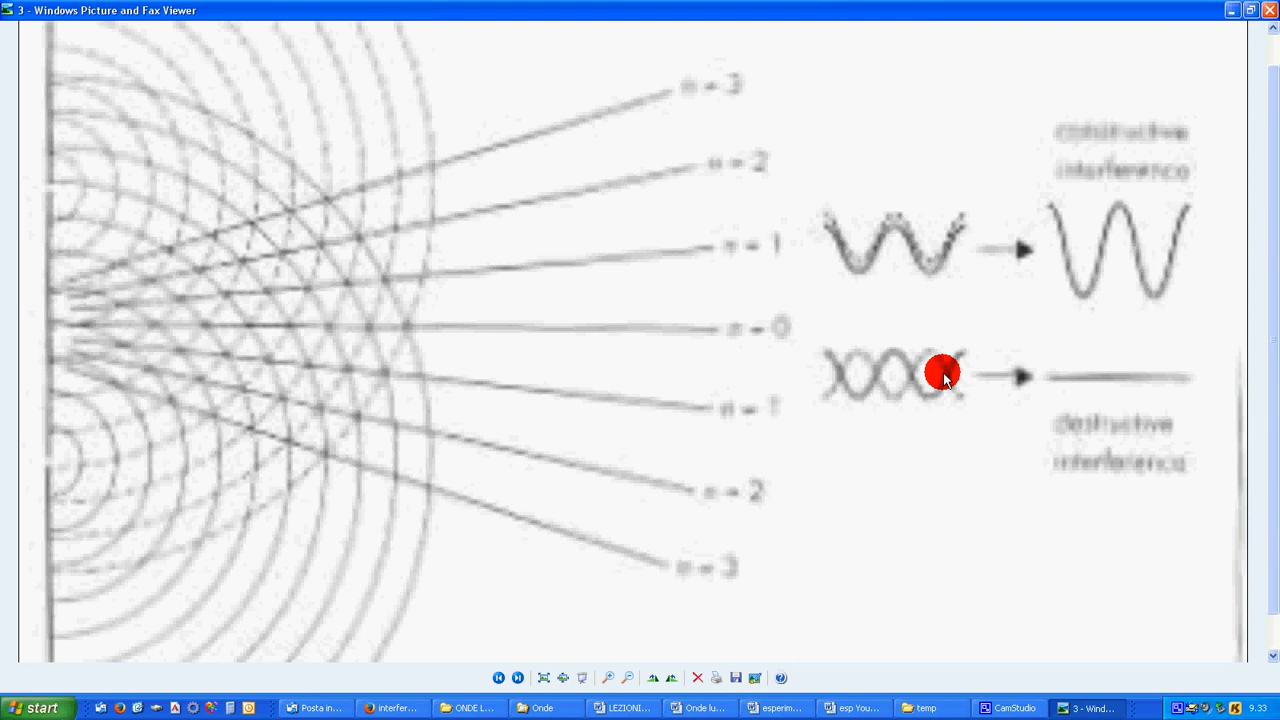 3 - Windows Picture and Fax Viewer
n = 3
n = 2
n = 1
n = 0
n = 1
n = 2
n = 3
constructive
interference
destructive
interference
start
Posta in...
interfer...
ONDE L...
Onde
LEZIONI...
Onde lu...
esperim...
esp You...
temp
CamStudio
3 - Wind...
9.33